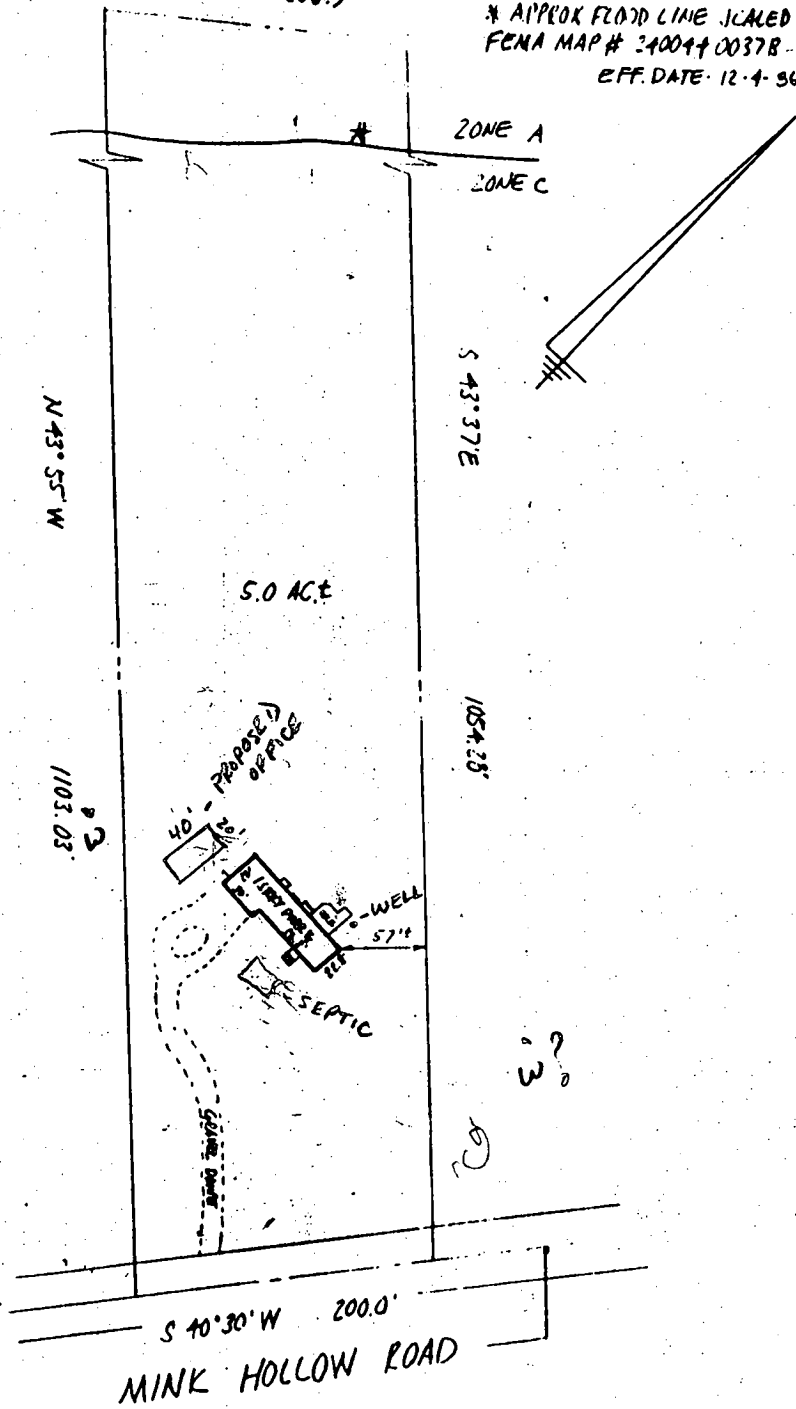 * APPROX FLOOD LINE SCALED
FEMA MAP # 240044 0037B
EFF. DATE. 12.4.86
ZONE A
*
ZONE C
S 43°37'E
N 43° 55' W
5.0 AC.±
1054.28'
1103.03'
PROPOSED
OFFICE
40'
20'
WELL
57'±
SEPTIC
GRAVEL DRIVE
S 40°30' W 200.0'
MINK HOLLOW ROAD